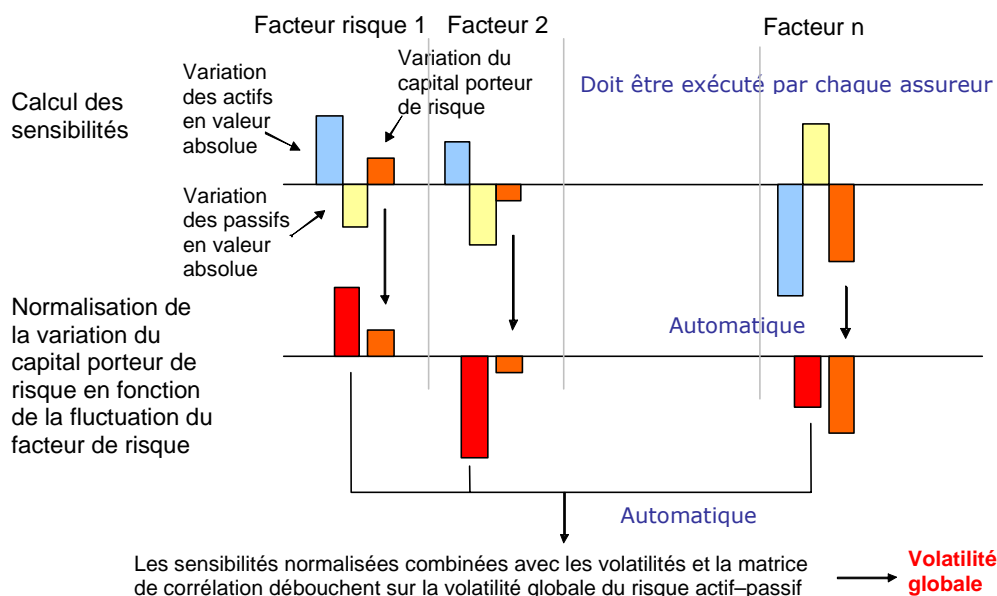 Facteur risque 1
Facteur 2
Facteur n
Calcul des
sensibilités
Variation
des actifs
en valeur
absolue
Variation du
capital porteur
de risque
Doit être exécuté par chaque assureur
Variation
des passifs
en valeur
absolue
Normalisation de
la variation du
capital porteur de
risque en fonction
de la fluctuation du
facteur de risque
Automatique
Automatique
Les sensibilités normalisées combinées avec les volatilités et la matrice
de corrélation débouchent sur la volatilité globale du risque actif–passif
Volatilité
globale